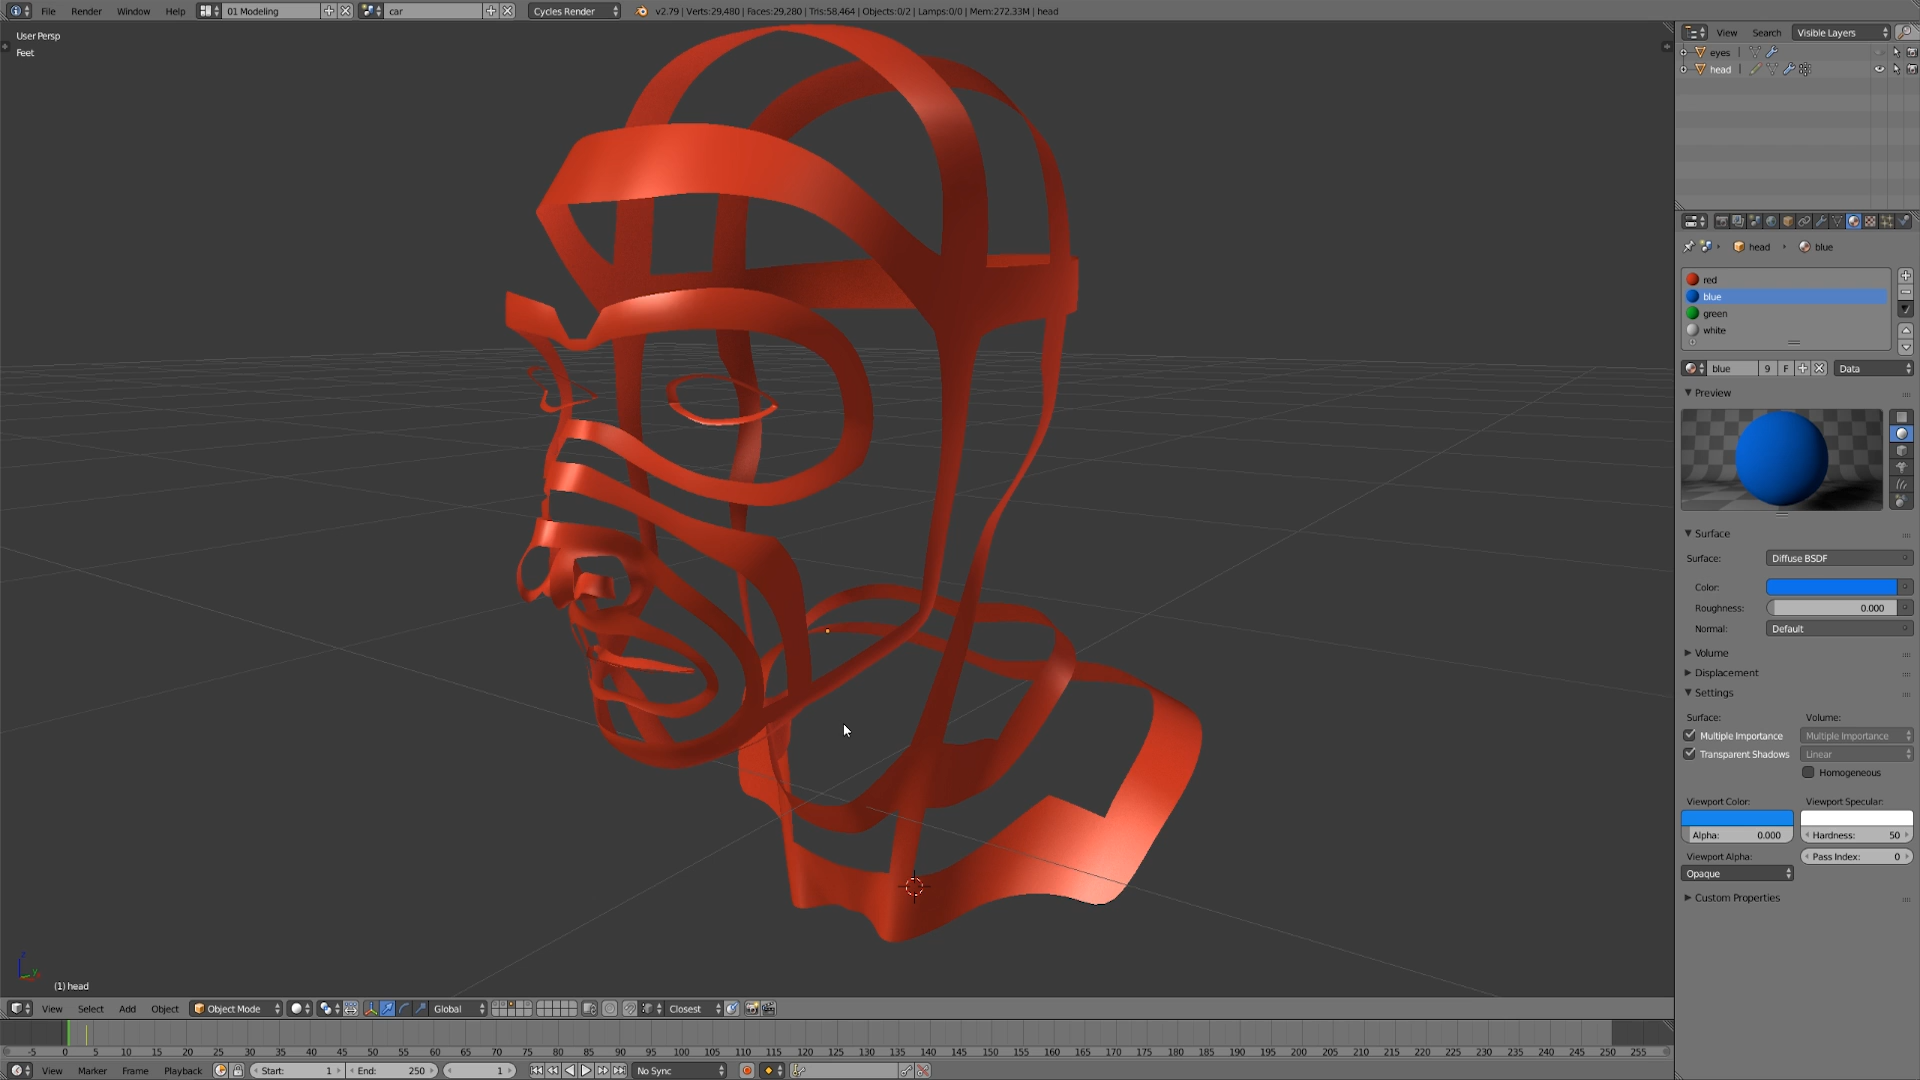 File Render Window Help 01 Modeling car Cycles Render v2.79 | Verts:29,480 | Faces:29,280 | Tris:58,464 | Objects:0/2 | Lamps:0/0 | Mem:272.33M | head
User Persp
Feet
View Search Visible Layers
eyes
head
head blue
red
blue
green
white
blue 9 F Data
Preview
Surface
Surface: Diffuse BSDF
Color:
Roughness: 0.000
Normal: Default
Volume
Displacement
Settings
Surface: Volume:
Multiple Importance Multiple Importance
Transparent Shadows Linear
Homogeneous
Viewport Color: Viewport Specular:
Alpha: 0.000 Hardness: 50
Viewport Alpha: Pass Index: 0
Opaque
Custom Properties
z
y
(1) head
View Select Add Object Object Mode Global Closest
-5 0 5 10 15 20 25 30 35 40 45 50 55 60 65 70 75 80 85 90 95 100 105 110 115 120 125 130 135 140 145 150 155 160 165 170 175 180 185 190 195 200 205 210 215 220 225 230 235 240 245 250 255
View Marker Frame Playback Start: 1 End: 250 1 No Sync